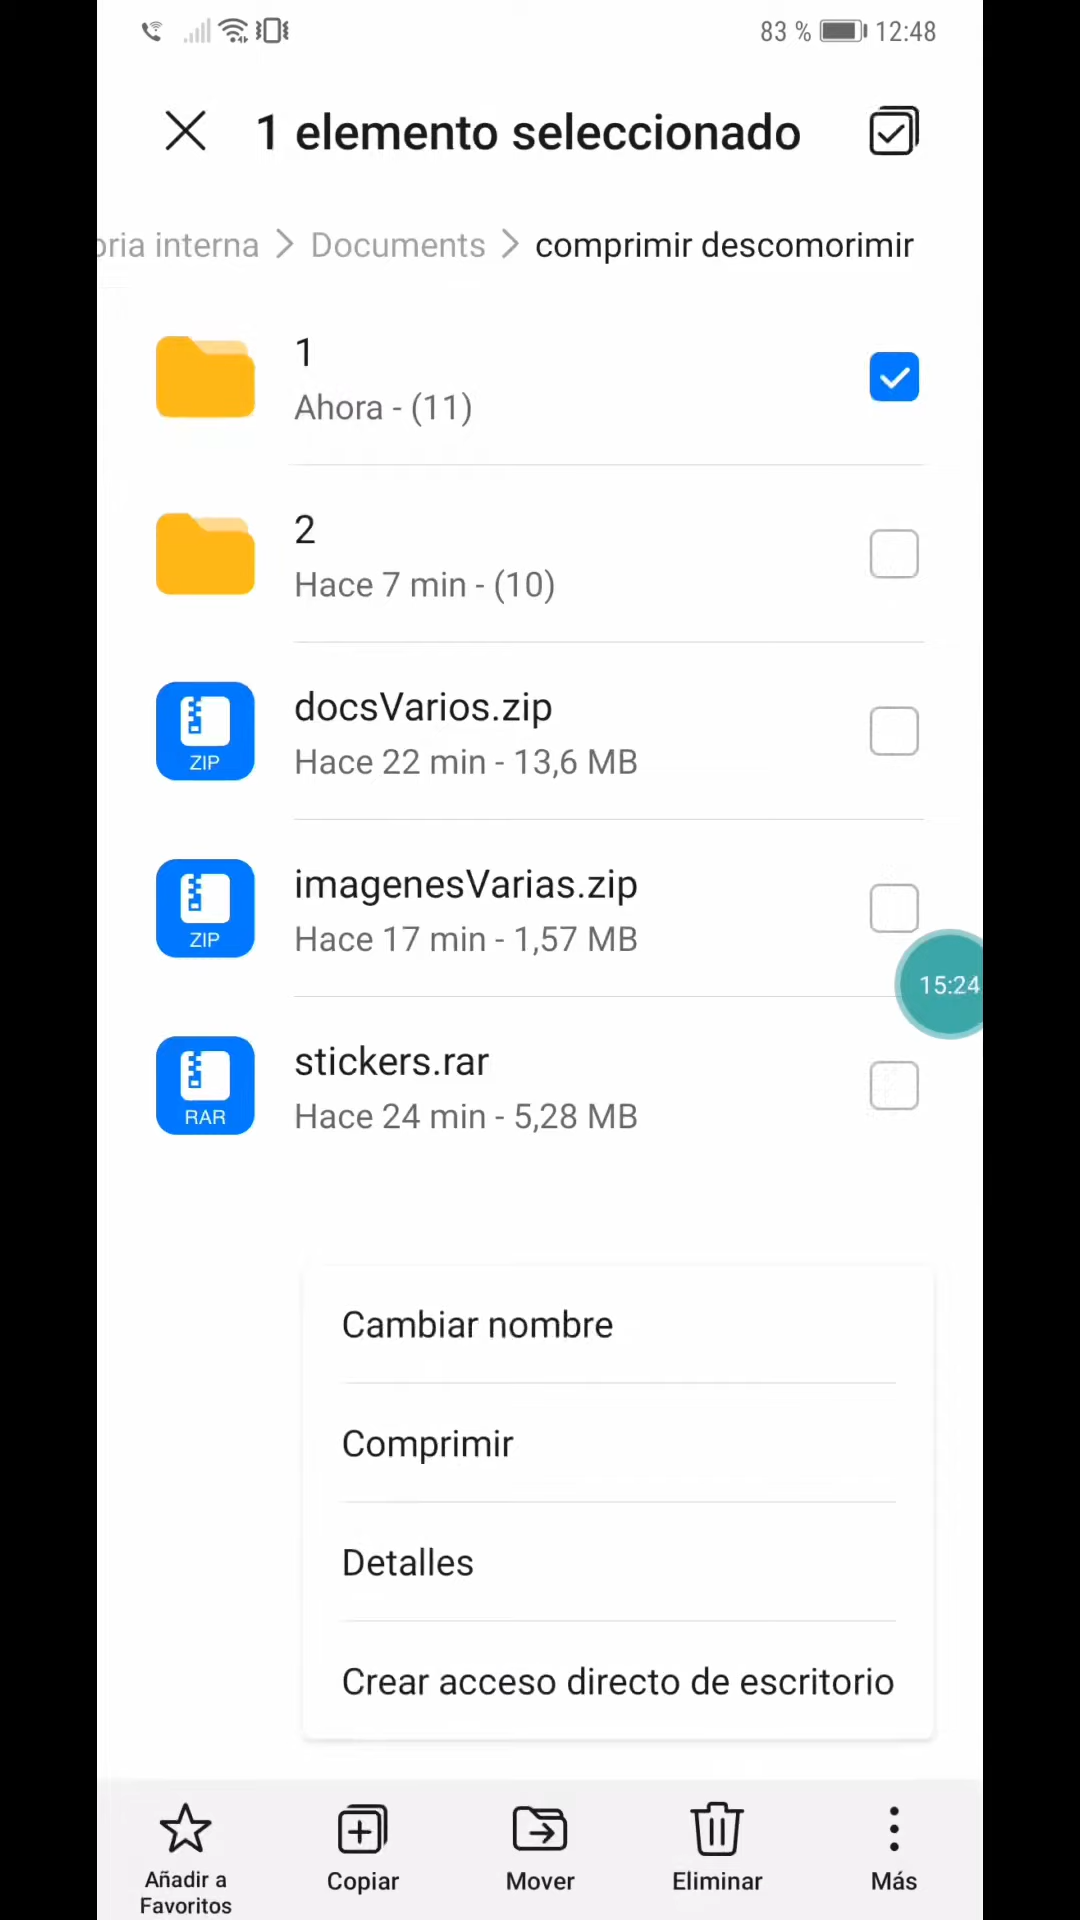 83 % 12:48
1 elemento seleccionado
oria interna > Documents > comprimir descomorimir
1
Ahora - (11)
2
Hace 7 min - (10)
docsVarios.zip
ZIP
Hace 22 min - 13,6 MB
imagenesVarias.zip
ZIP
Hace 17 min - 1,57 MB
15:24
stickers.rar
RAR
Hace 24 min - 5,28 MB
Cambiar nombre
Comprimir
Detalles
Crear acceso directo de escritorio
Añadir a
Favoritos
Copiar
Mover
Eliminar
Más